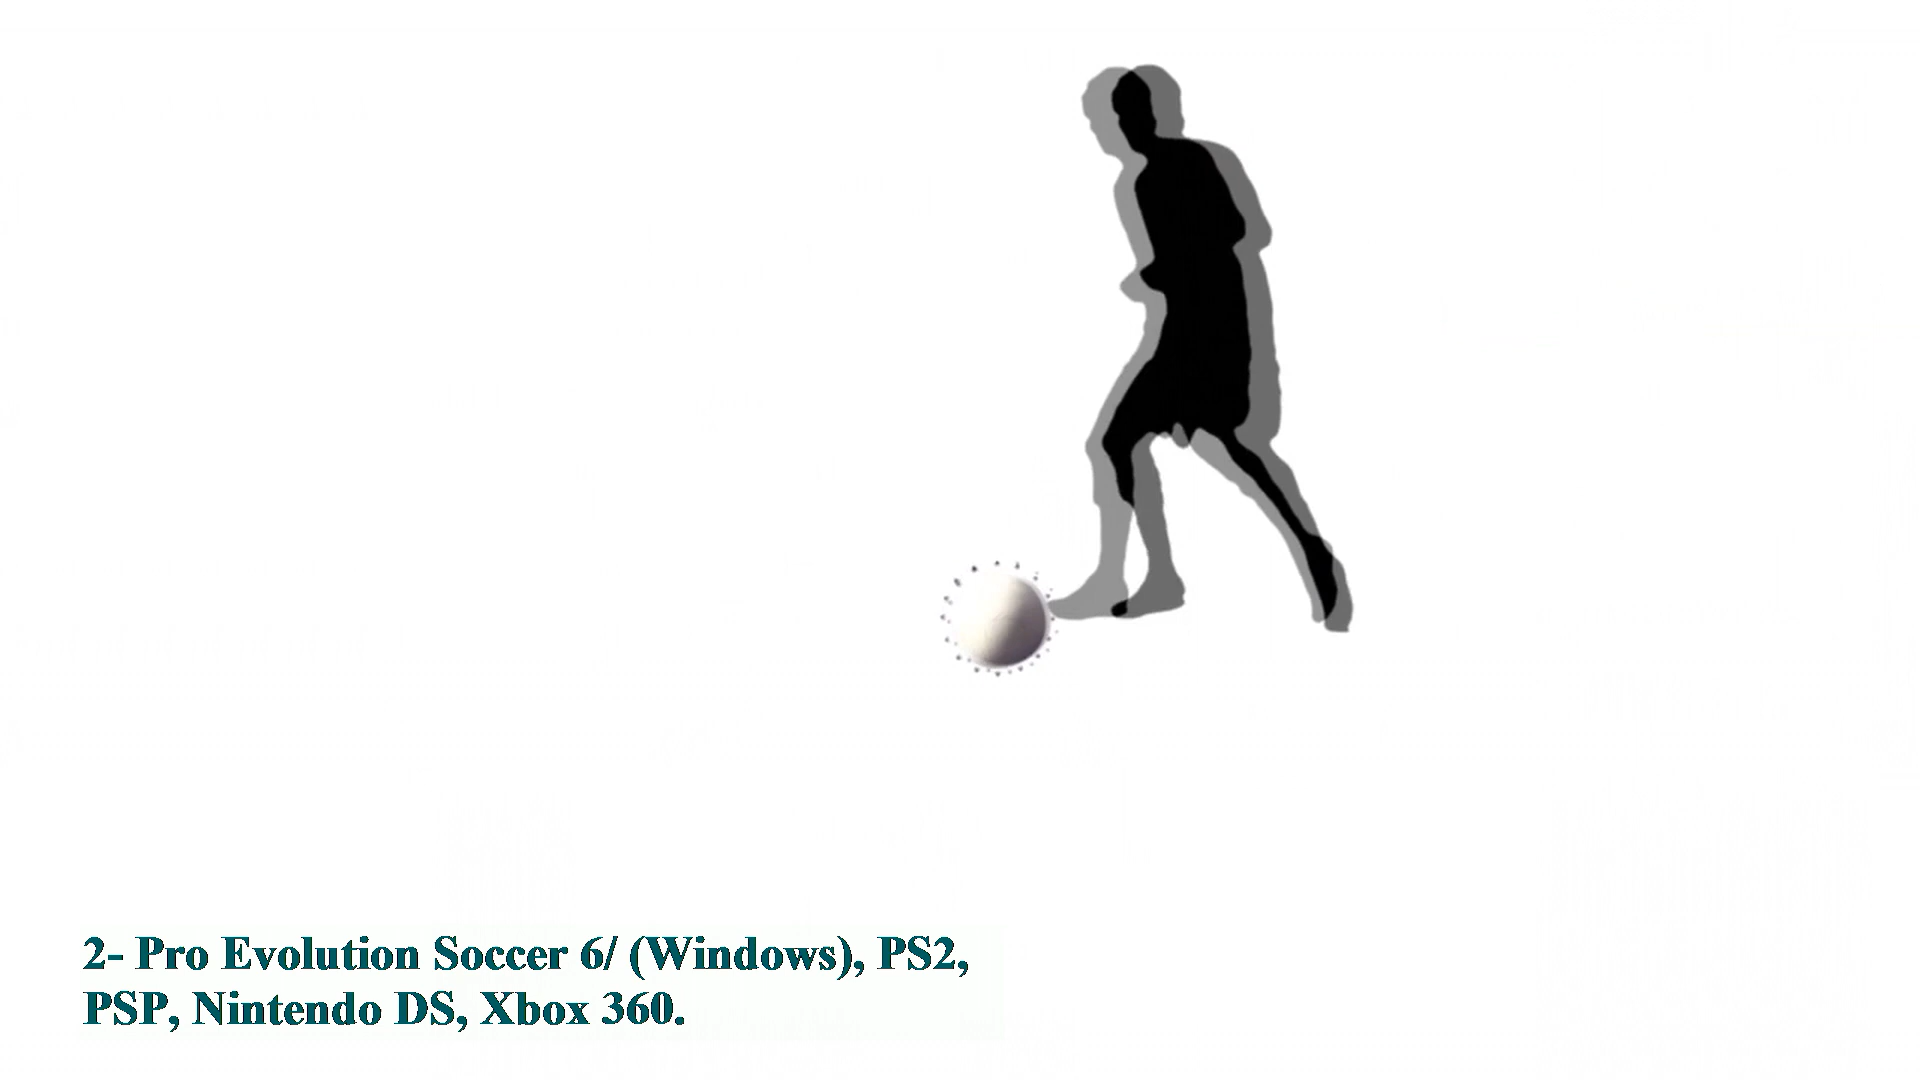 2- Pro Evolution Soccer 6/ (Windows), PS2,
PSP, Nintendo DS, Xbox 360.